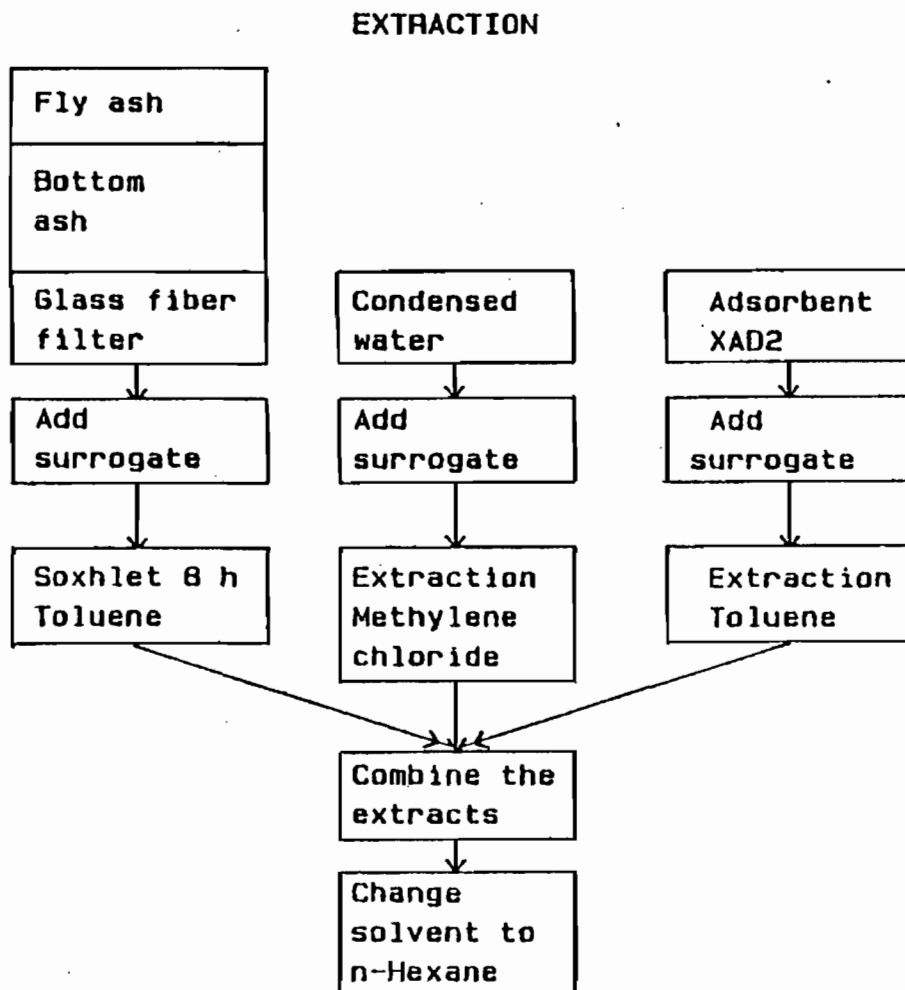 EXTRACTION
Fly ash
Bottom
ash
Glass fiber
filter
Add
surrogate
Soxhlet 8 h
Toluene
Condensed
water
Add
surrogate
Extraction
Methylene
chloride
Adsorbent
XAD2
Add
surrogate
Extraction
Toluene
Combine the
extracts
Change
solvent to
n-Hexane